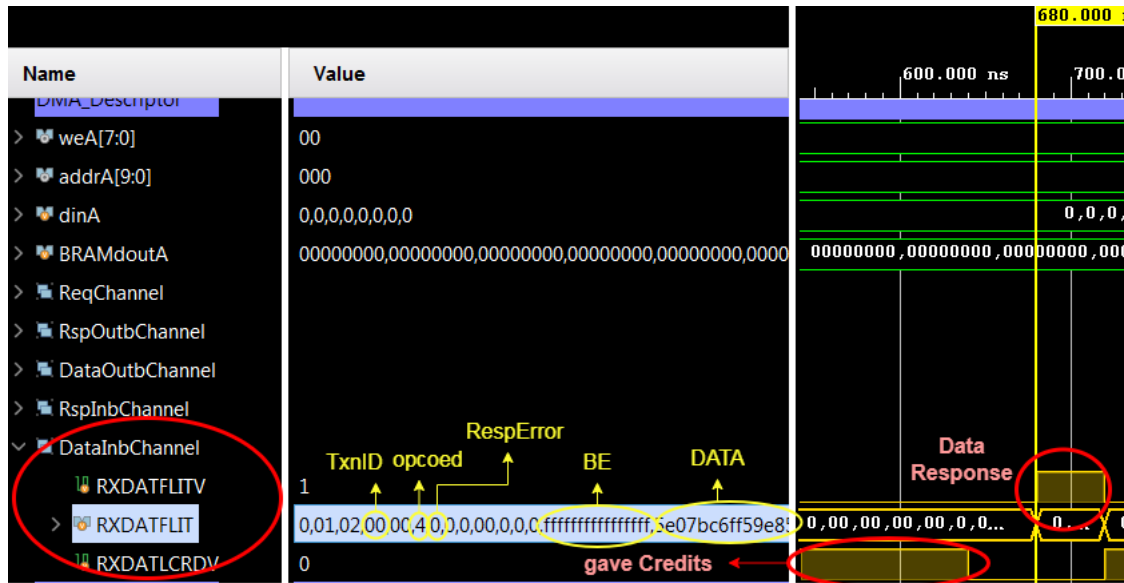 680.000
Name
Value
600.000 ns
700.0
DMA_Descriptor
weA[7:0]
00
addrA[9:0]
000
dinA
0,0,0,0,0,0,0,0
0,0,0,
BRAMdoutA
00000000,00000000,00000000,00000000,00000000,0000
00000000,00000000,00000000,000
ReqChannel
RspOutbChannel
DataOutbChannel
RspInbChannel
RespError
DataInbChannel
TxnID
opcoed
BE
DATA
Data
Response
RXDATFLITV
1
RXDATFLIT
0,01,02,00,00,4,0,0,0,00,0,0,0,ffffffffffffffff,5e07bc6ff59e85
0,00,00,00,00,0,0...
0,...
RXDATLCRDV
0
gave Credits